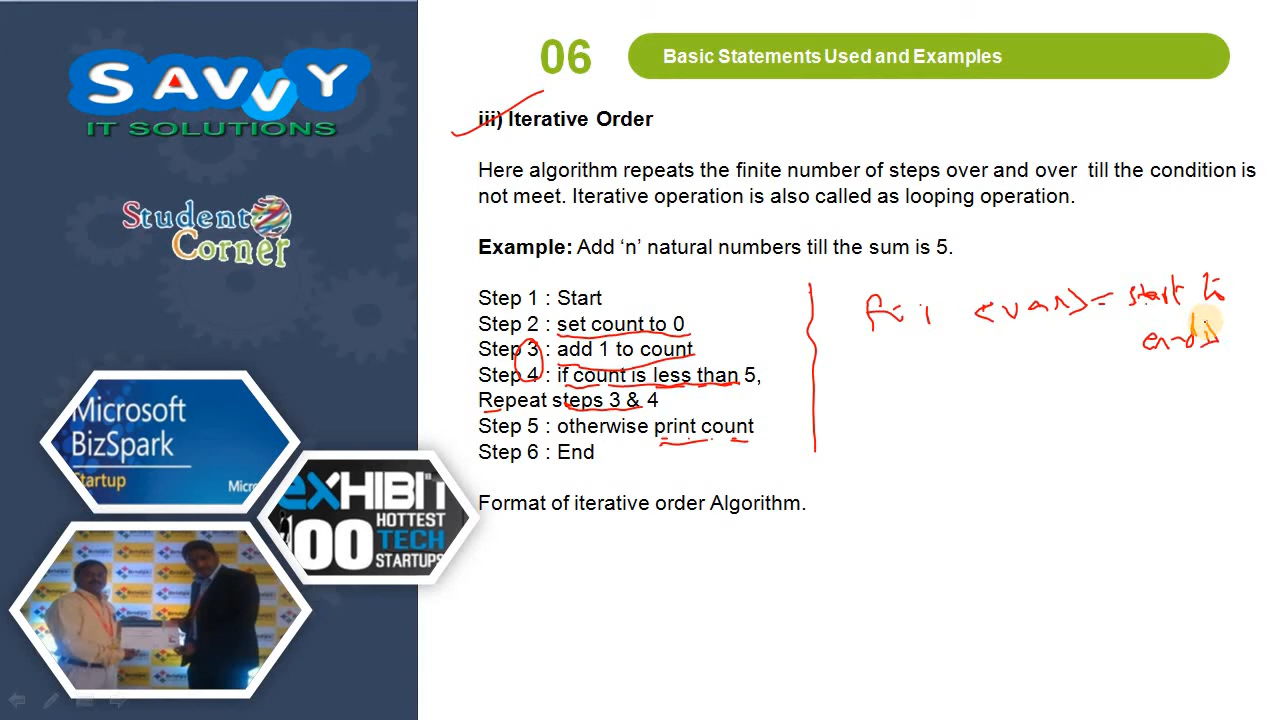 SAVVY
IT SOLUTIONS
Student
Corner
Microsoft
BizSpark
Startup
Micros
eXHIBIT
100 HOTTEST
TECH
STARTUPS
06
Basic Statements Used and Examples
iii) Iterative Order
Here algorithm repeats the finite number of steps over and over till the condition is
not meet. Iterative operation is also called as looping operation.
Example: Add ‘n’ natural numbers till the sum is 5.
Step 1 : Start
Step 2 : set count to 0
Step 3 : add 1 to count
Step 4 : if count is less than 5,
Repeat steps 3 & 4
Step 5 : otherwise print count
Step 6 : End
Format of iterative order Algorithm.
<var> = start to
end>